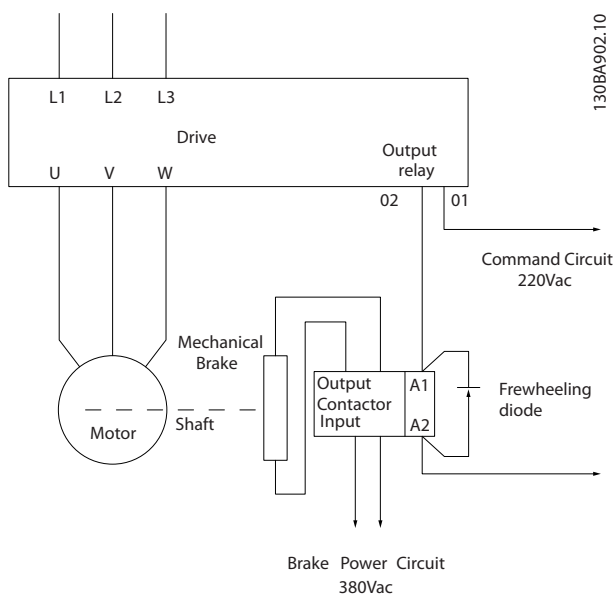 130BA902.10
L1 L2 L3
Drive
Output
relay
U V W
02 01
Command Circuit
220Vac
Mechanical
Brake
Output
Contactor
Input
A1
A2
Frewheeling
diode
Shaft
Motor
Brake Power Circuit
380Vac